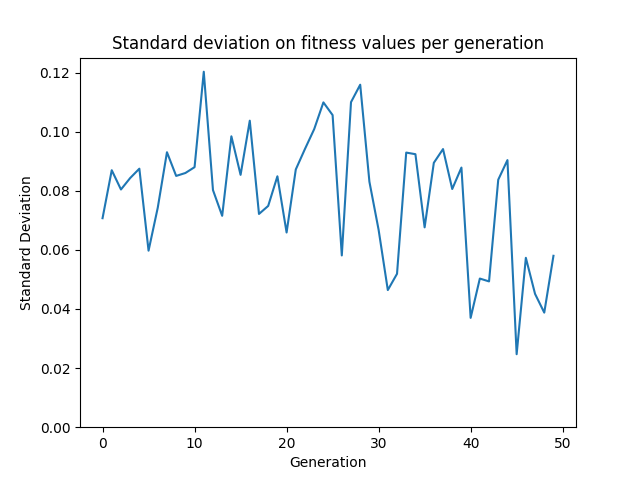 Standard deviation on fitness values per generation
0.12
0.10
0.08
0.06
0.04
0.02
0.00
Standard Deviation
0 10 20 30 40 50
Generation